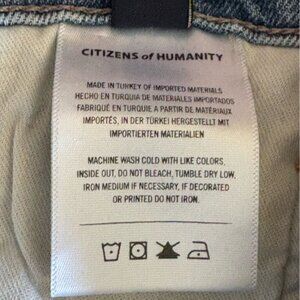 CITIZENS of HUMANITY
MADE IN TURKEY OF IMPORTED MATERIALS
HECHO EN TURQUIA DE MATERIALES IMPORTADOS
FABRIQUÉ EN TURQUIE A PARTIR DE MATÉRIAUX
IMPORTÉS, IN DER TÜRKEI HERGESTELLT MIT
IMPORTIERTEN MATERIALIEN
MACHINE WASH COLD WITH LIKE COLORS.
INSIDE OUT, DO NOT BLEACH, TUMBLE DRY LOW,
IRON MEDIUM IF NECESSARY, IF DECORATED
OR PRINTED DO NOT IRON.